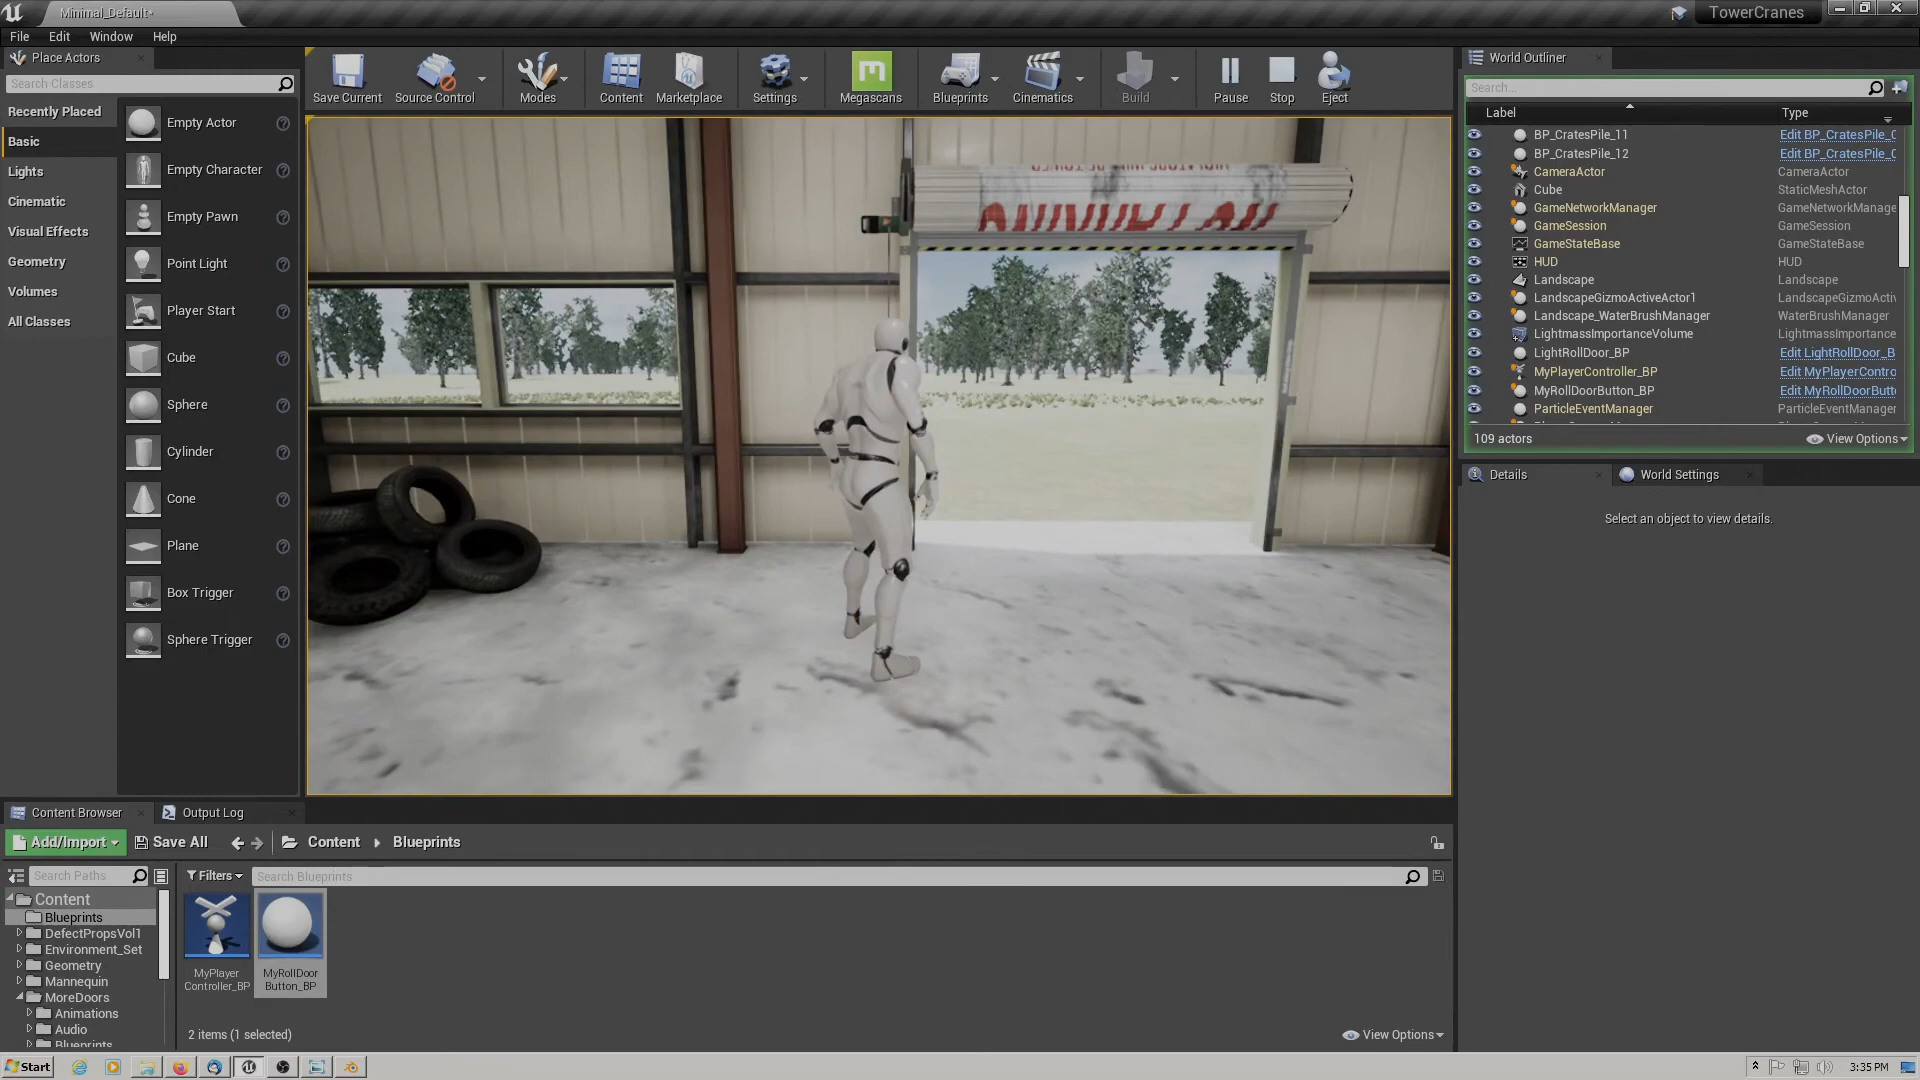 Minimal_Default•
TowerCranes
File Edit Window Help
Place Actors
Search Classes
Recently Placed
Basic
Lights
Cinematic
Visual Effects
Geometry
Volumes
All Classes
Empty Actor
Empty Character
Empty Pawn
Point Light
Player Start
Cube
Sphere
Cylinder
Cone
Plane
Box Trigger
Sphere Trigger
Save Current
Source Control
Modes
Content
Marketplace
Settings
Megascans
Blueprints
Cinematics
Build
Pause
Stop
Eject
World Outliner
Search...
Label Type
BP_CratesPile_11 Edit BP_CratesPile_0
BP_CratesPile_12 Edit BP_CratesPile_0
CameraActor CameraActor
Cube StaticMeshActor
GameNetworkManager GameNetworkManage
GameSession GameSession
GameStateBase GameStateBase
HUD HUD
Landscape Landscape
LandscapeGizmoActiveActor1 LandscapeGizmoActiv
Landscape_WaterBrushManager WaterBrushManager
LightmassImportanceVolume LightmassImportance
LightRollDoor_BP Edit LightRollDoor_B
MyPlayerController_BP Edit MyPlayerContro
MyRollDoorButton_BP Edit MyRollDoorButt
ParticleEventManager ParticleEventManager
109 actors View Options
Details
World Settings
Select an object to view details.
Content Browser
Output Log
Add/Import
Save All
Content
Blueprints
Search Paths
Filters
Search Blueprints
Content
Blueprints
DefectPropsVol1
Environment_Set
Geometry
Mannequin
MoreDoors
Animations
Audio
Blueprints
MyPlayer
Controller_BP
MyRollDoor
Button_BP
2 items (1 selected)
View Options
Start
3:35 PM